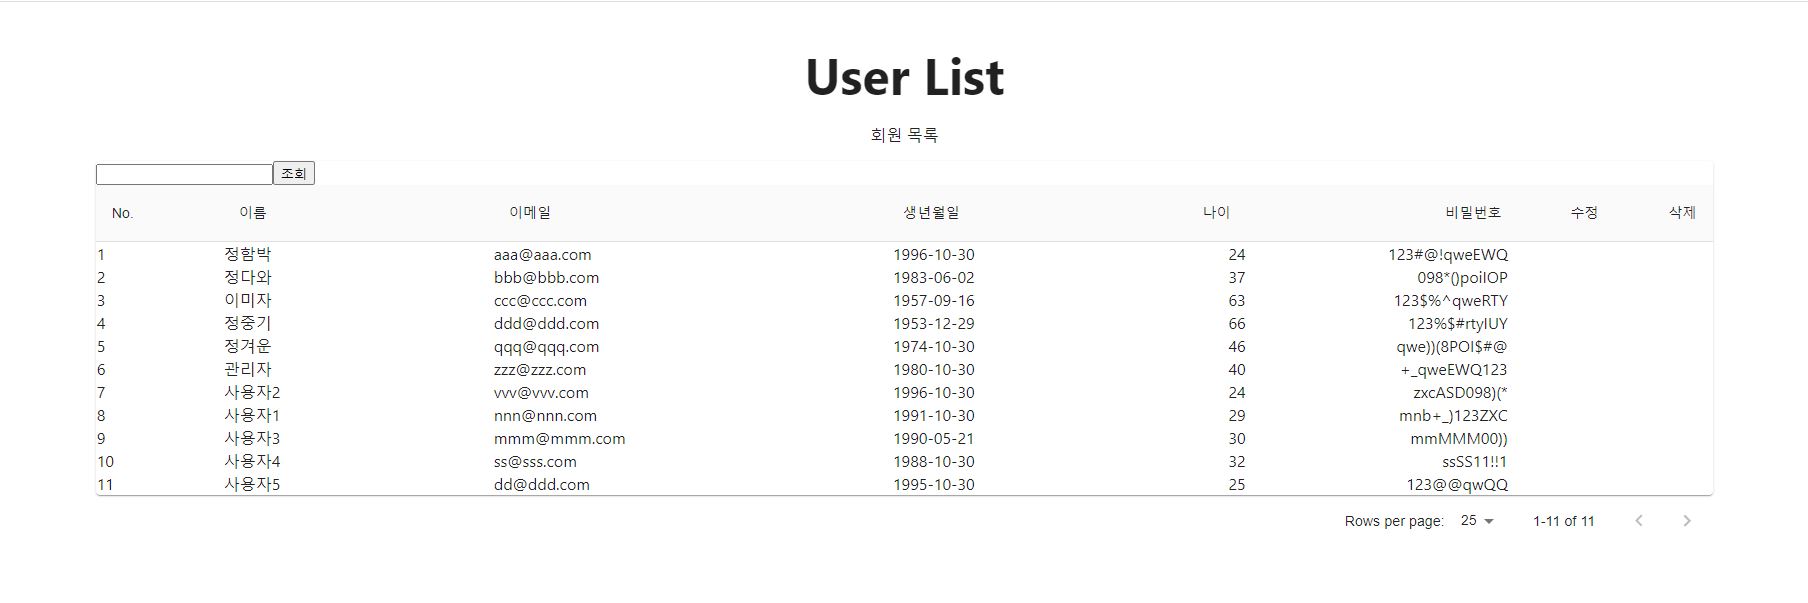 User List
회원 목록
조회
No. 이름 이메일 생년월일 나이 비밀번호 수정 삭제
1 정함박 aaa@aaa.com 1996-10-30 24 123#@!qweEWQ
2 정다와 bbb@bbb.com 1983-06-02 37 098*()poiIOP
3 이미자 ccc@ccc.com 1957-09-16 63 123$%^qweRTY
4 정중기 ddd@ddd.com 1953-12-29 66 123%$#rtyIUY
5 정겨운 qqq@qqq.com 1974-10-30 46 qwe))(8POI$#@
6 관리자 zzz@zzz.com 1980-10-30 40 +_qweEWQ123
7 사용자2 vvv@vvv.com 1996-10-30 24 zxcASD098)(*
8 사용자1 nnn@nnn.com 1991-10-30 29 mnb+_)123ZXC
9 사용자3 mmm@mmm.com 1990-05-21 30 mmMMM00))
10 사용자4 ss@sss.com 1988-10-30 32 ssSS11!!1
11 사용자5 dd@ddd.com 1995-10-30 25 123@@qwQQ
Rows per page: 25 1-11 of 11